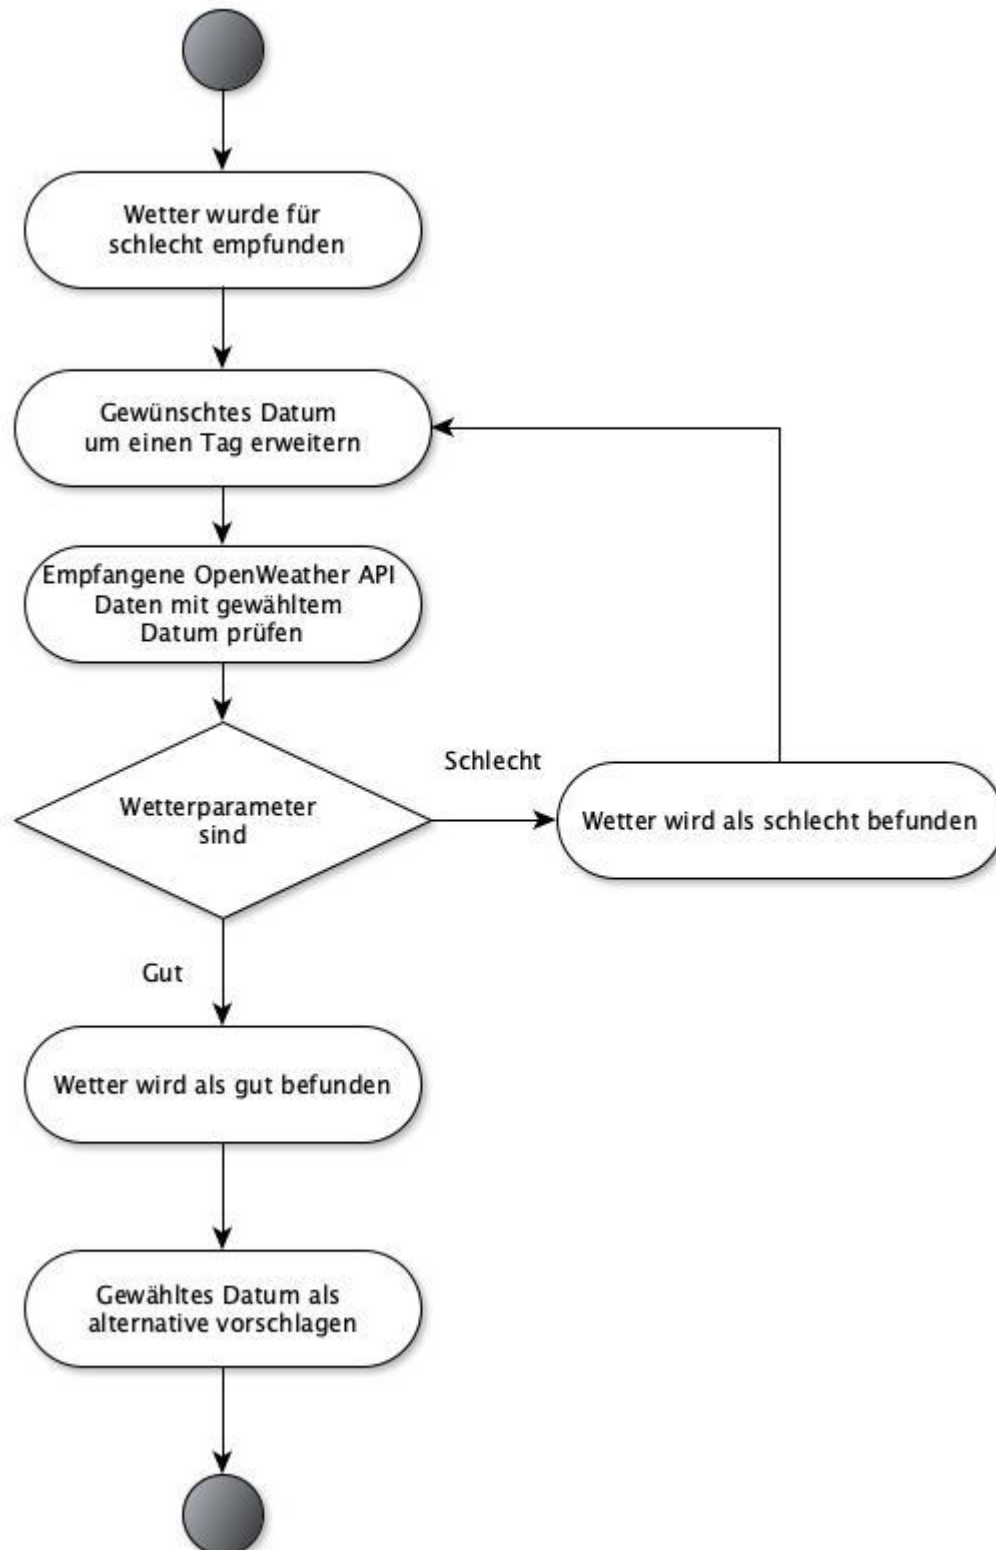 Wetter wurde für
schlecht empfunden
Gewünschtes Datum
um einen Tag erweitern
Empfangene OpenWeather API
Daten mit gewähltem
Datum prüfen
Schlecht
Wetterparameter
sind
Wetter wird als schlecht befunden
Gut
Wetter wird als gut befunden
Gewähltes Datum als
alternative vorschlagen